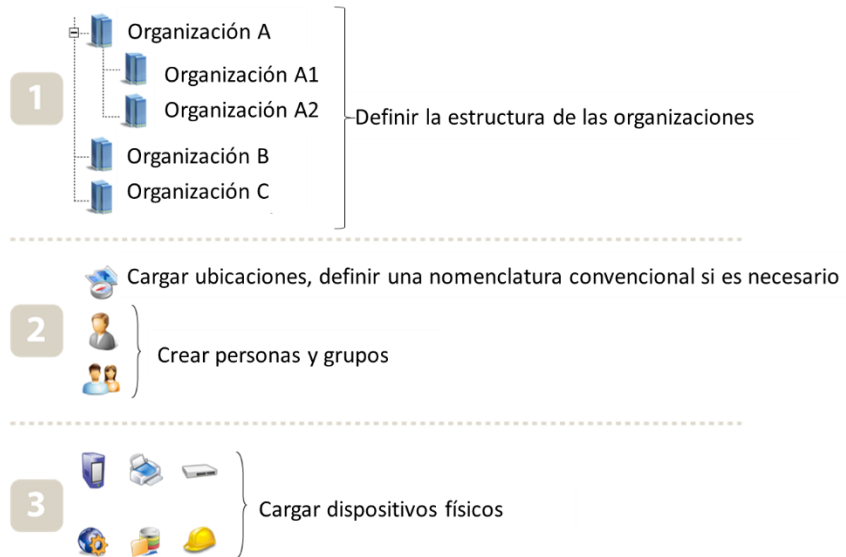 Organización A
Organización A1
1
Organización A2
Definir la estructura de las organizaciones
Organización B
Organización C
Cargar ubicaciones, definir una nomenclatura convencional si es necesario
2
Crear personas y grupos
3
Cargar dispositivos físicos